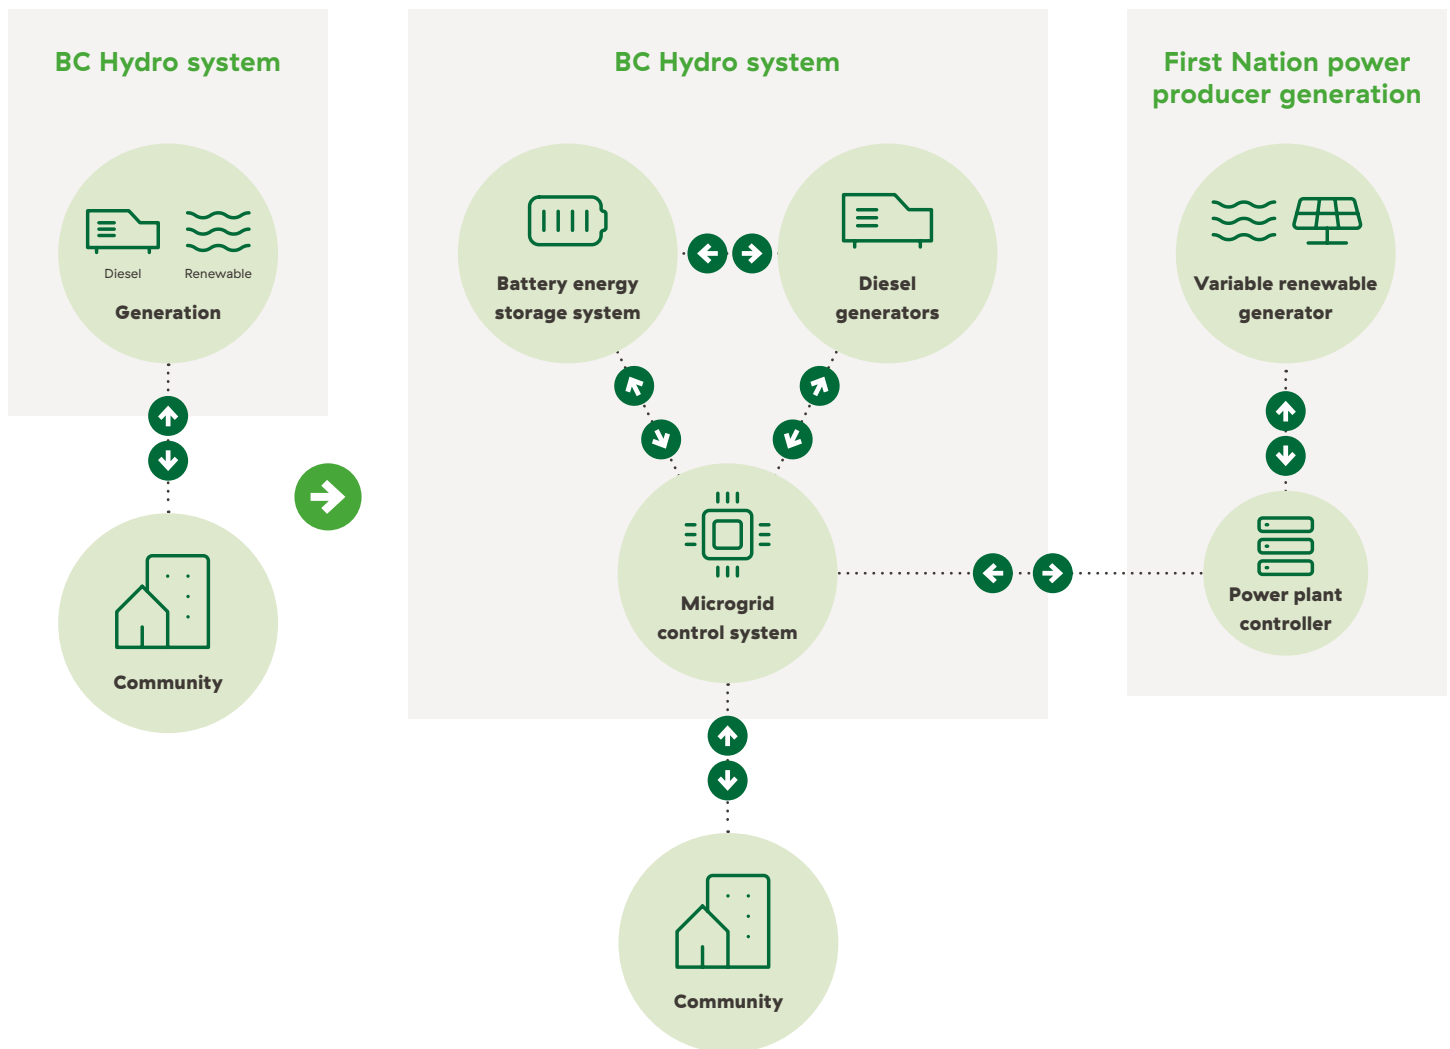 BC Hydro system
Diesel
Renewable
Generation
Community
BC Hydro system
Battery energy
storage system
Diesel
generators
Microgrid
control system
Community
First Nation power
producer generation
Variable renewable
generator
Power plant
controller